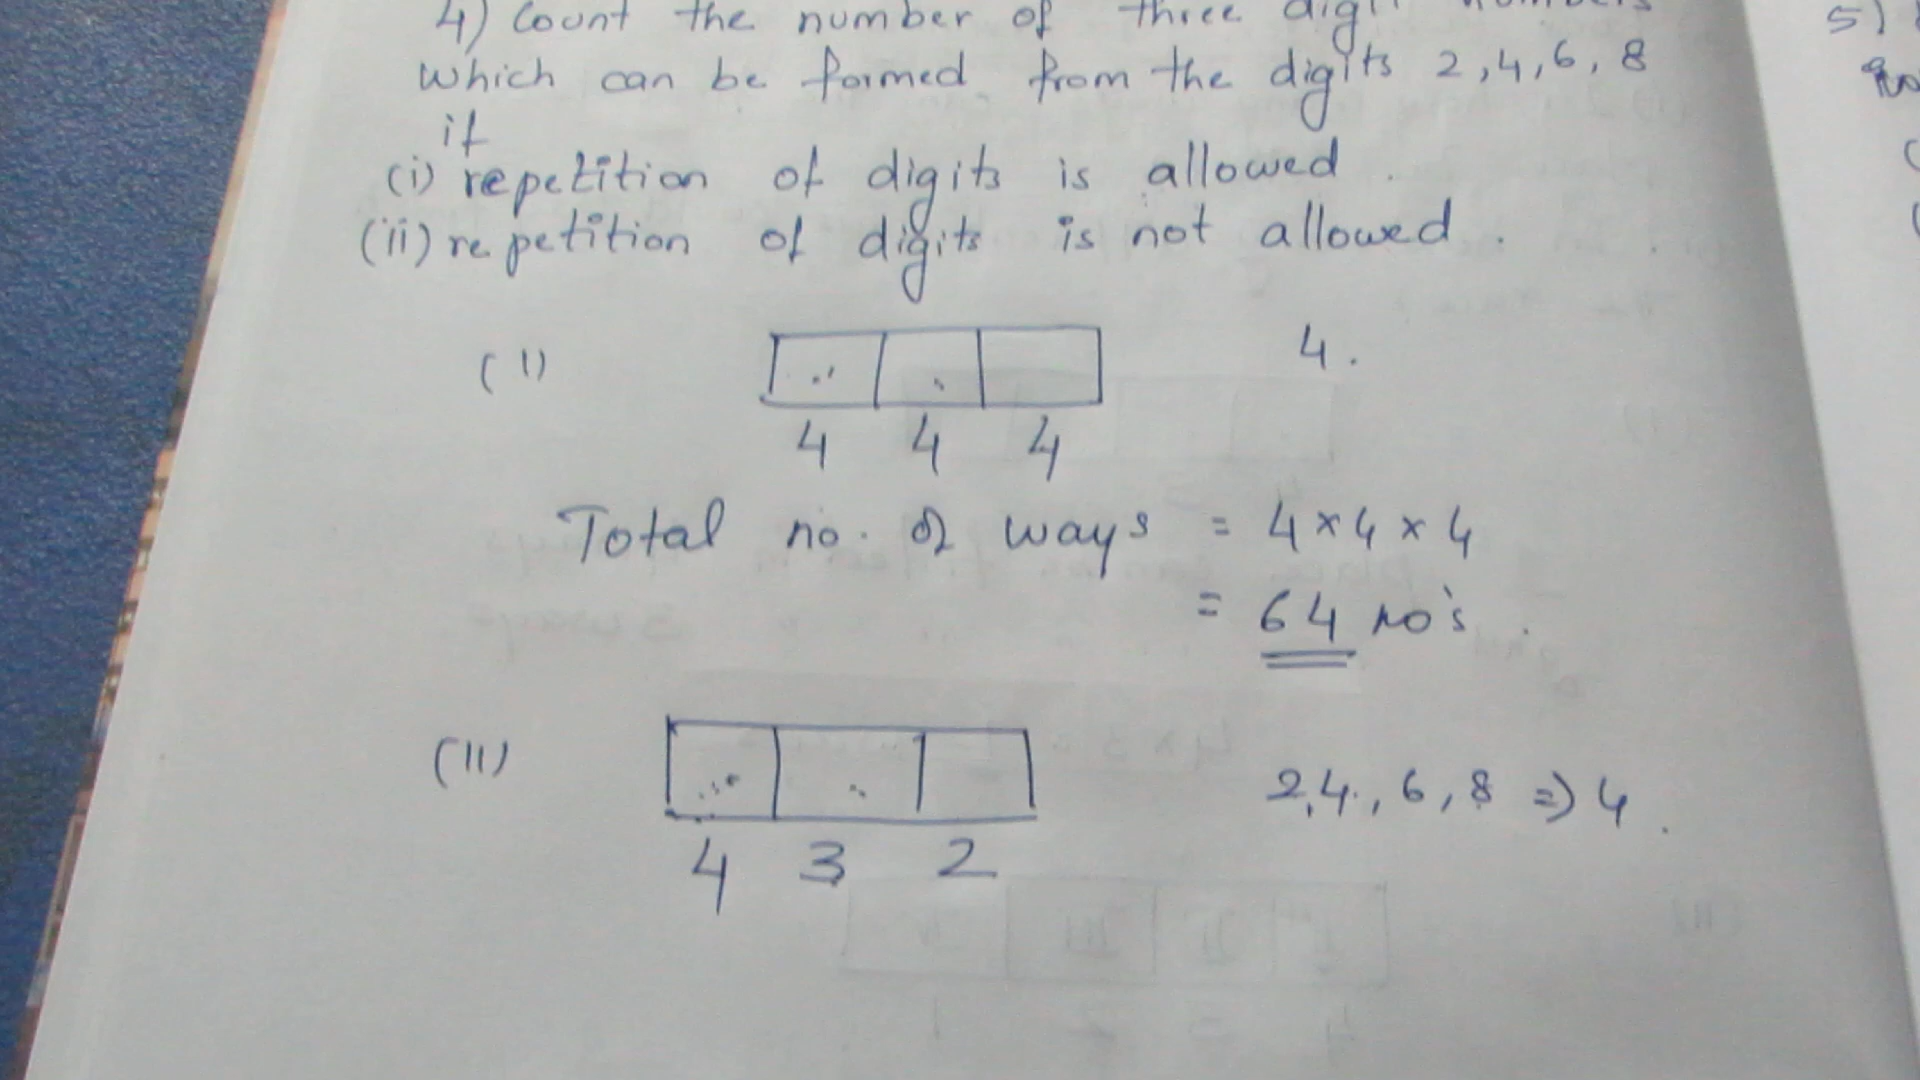 4) Count the number of three digit numbers
which can be formed from the digits 2,4,6,8
if
(i) repetition of digits is allowed.
(ii) repetition of digits is not allowed.
(I) 4.
4 4 4
Total no. of ways = 4×4×4
= 64 no's.
(II) 2,4,6,8 => 4.
4 3 2
5)